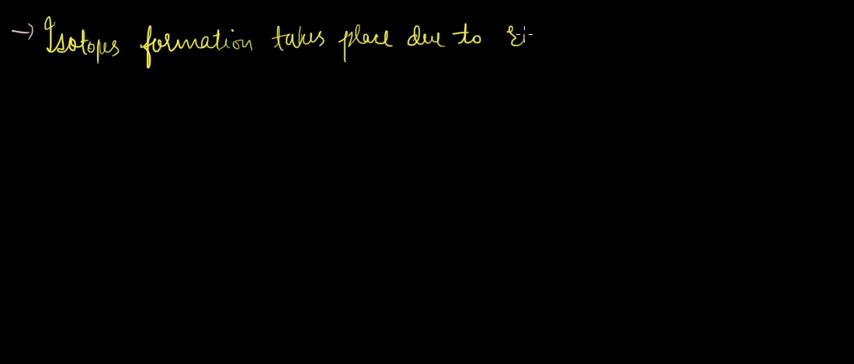 → Isotopes formation takes place due to